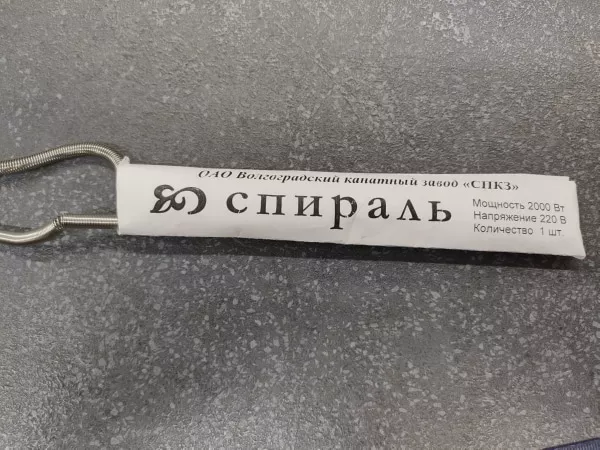 ОАО Волгоградский канатный завод «СПКЗ»
спираль
Мощность 2000 Вт
Напряжение 220 В
Количество 1 шт.